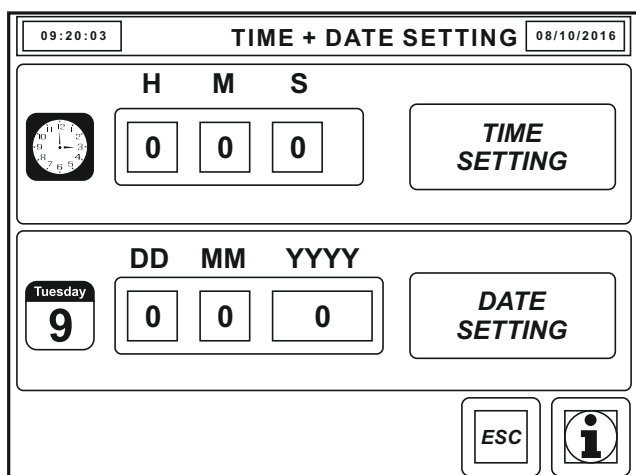 09:20:03 TIME + DATE SETTING 08/10/2016
H M S
0 0 0
TIME
SETTING
DD MM YYYY
Tuesday
9
0 0 0
DATE
SETTING
ESC
i